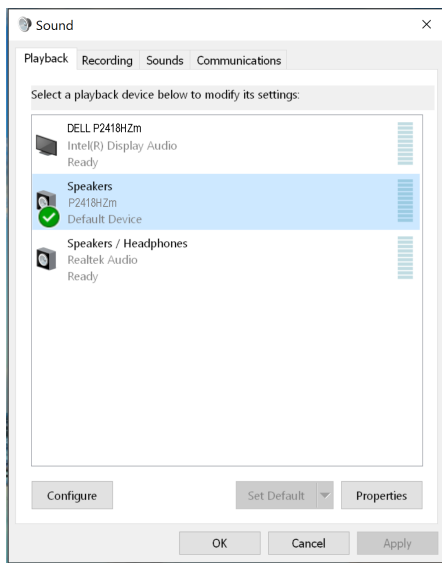 Sound
Playback Recording Sounds Communications
Select a playback device below to modify its settings:
DELL P2418HZm
Intel(R) Display Audio
Ready
Speakers
P2418HZm
Default Device
Speakers / Headphones
Realtek Audio
Ready
Configure Set Default Properties
OK Cancel Apply